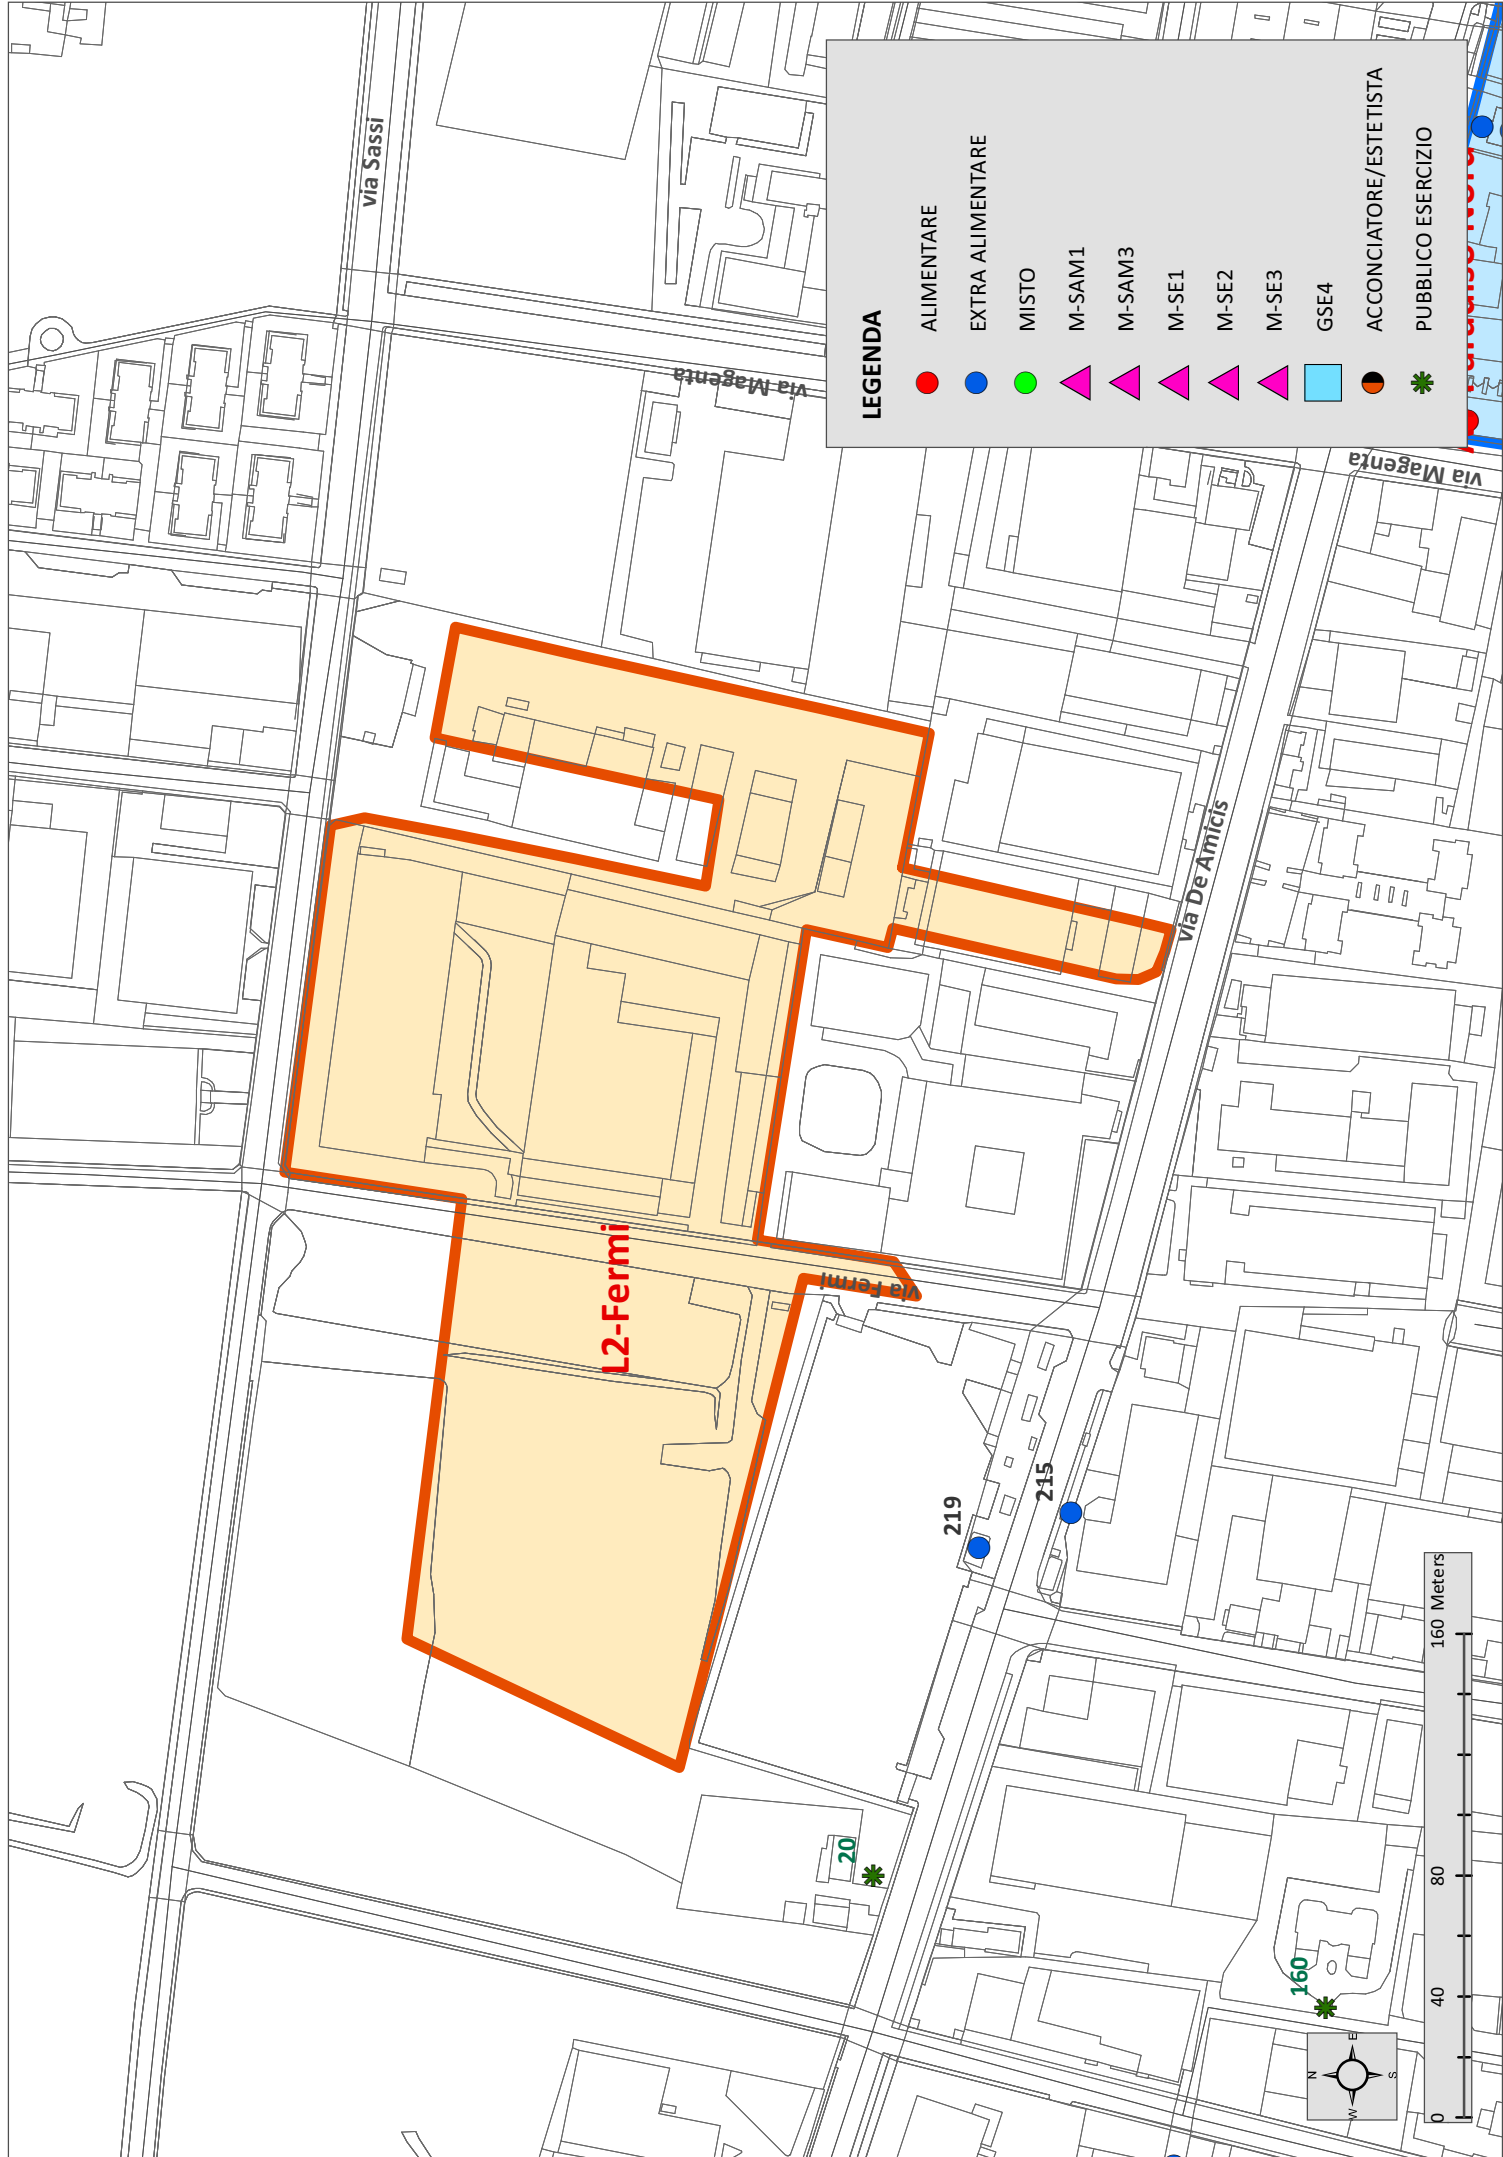 via Sassi
via Magenta
LEGENDA
ALIMENTARE
EXTRA ALIMENTARE
MISTO
M-SAM1
M-SAM3
M-SE1
M-SE2
M-SE3
GSE4
ACCONCIATORE/ESTETISTA
PUBBLICO ESERCIZIO
via Magenta
via De Amicis
L2-Fermi
via Fermi
219
215
20
160
N
W
E
S
0
40
80
160 Meters